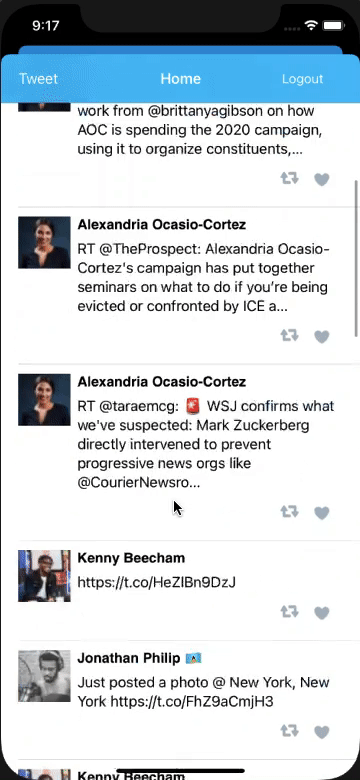 9:17
Tweet
Home
Logout
work from @brittanyagibson on how
AOC is spending the 2020 campaign,
using it to organize constituents,...
Alexandria Ocasio-Cortez
RT @TheProspect: Alexandria Ocasio-
Cortez's campaign has put together
seminars on what to do if you're being
evicted or confronted by ICE a...
Alexandria Ocasio-Cortez
RT @taraemcg: 🚨 WSJ confirms what
we've suspected: Mark Zuckerberg
directly intervened to prevent
progressive news orgs like
@CourierNewsro...
Kenny Beecham
https://t.co/HeZIBn9DzJ
Jonathan Philip 🇱🇨
Just posted a photo @ New York, New
York https://t.co/FhZ9aCmjH3
Kenny Beecham